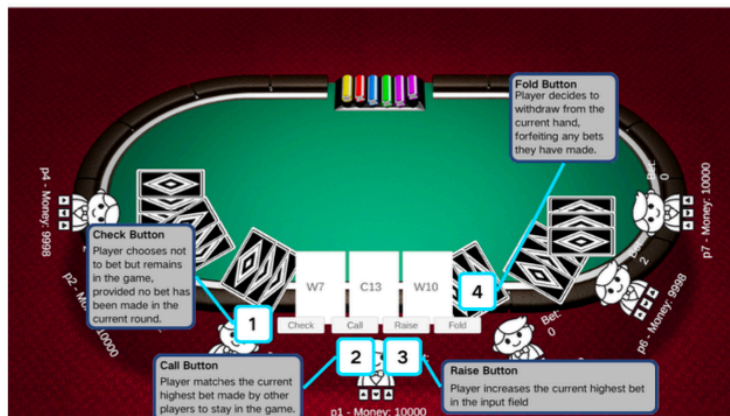 Fold Button
Player decides to
withdraw from the
current hand,
forfeiting any bets
they have made.
p4 - Money: 9998
Bet:
0
p7 - Money: 10000
Check Button
Player chooses not
to bet but remains
in the game,
provided no bet has
been made in the
current round.
W7
C13
W10
2
p6 - Money: 9998
4
1
Check
Call
Raise
Fold
Bet:
0
2
3
Call Button
Player matches the current
highest bet made by other
players to stay in the game.
Raise Button
Player increases the current highest bet
in the input field
p1 - Money: 10000